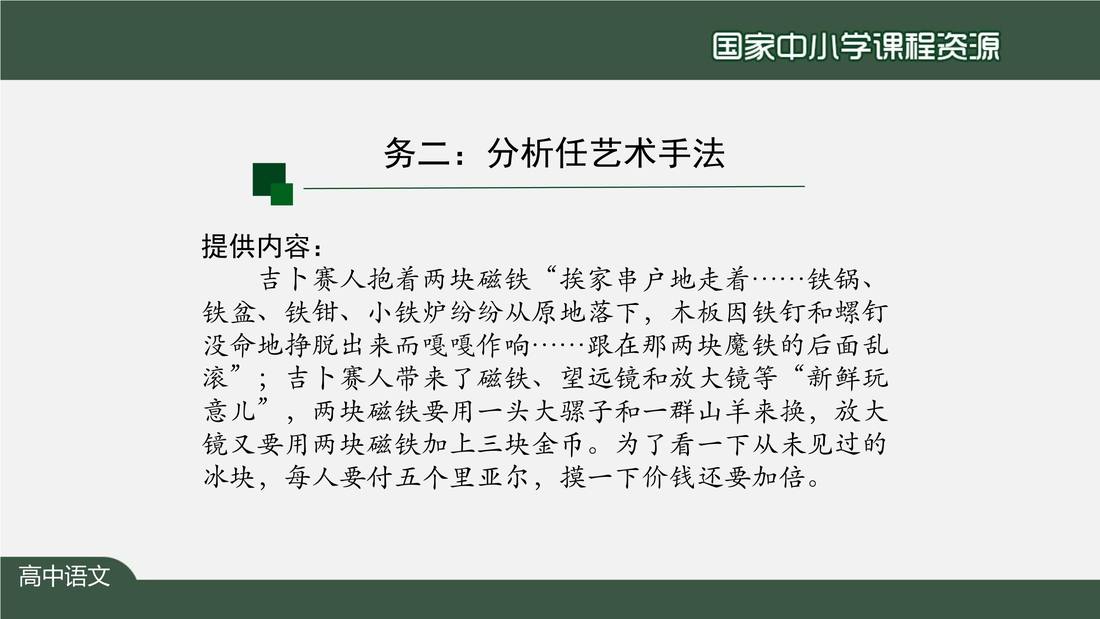 国家中小学课程资源
务二：分析任艺术手法
提供内容：
吉卜赛人抱着两块磁铁“挨家串户地走着……铁锅、
铁盆、铁钳、小铁炉纷纷从原地落下，木板因铁钉和螺钉
没命地挣脱出来而嘎嘎作响……跟在那两块魔铁的后面乱
滚”；吉卜赛人带来了磁铁、望远镜和放大镜等“新鲜玩
意儿”，两块磁铁要用一头大骡子和一群山羊来换，放大
镜又要用两块磁铁加上三块金币。为了看一下从未见过的
冰块，每人要付五个里亚尔，摸一下价钱还要加倍。
高中语文